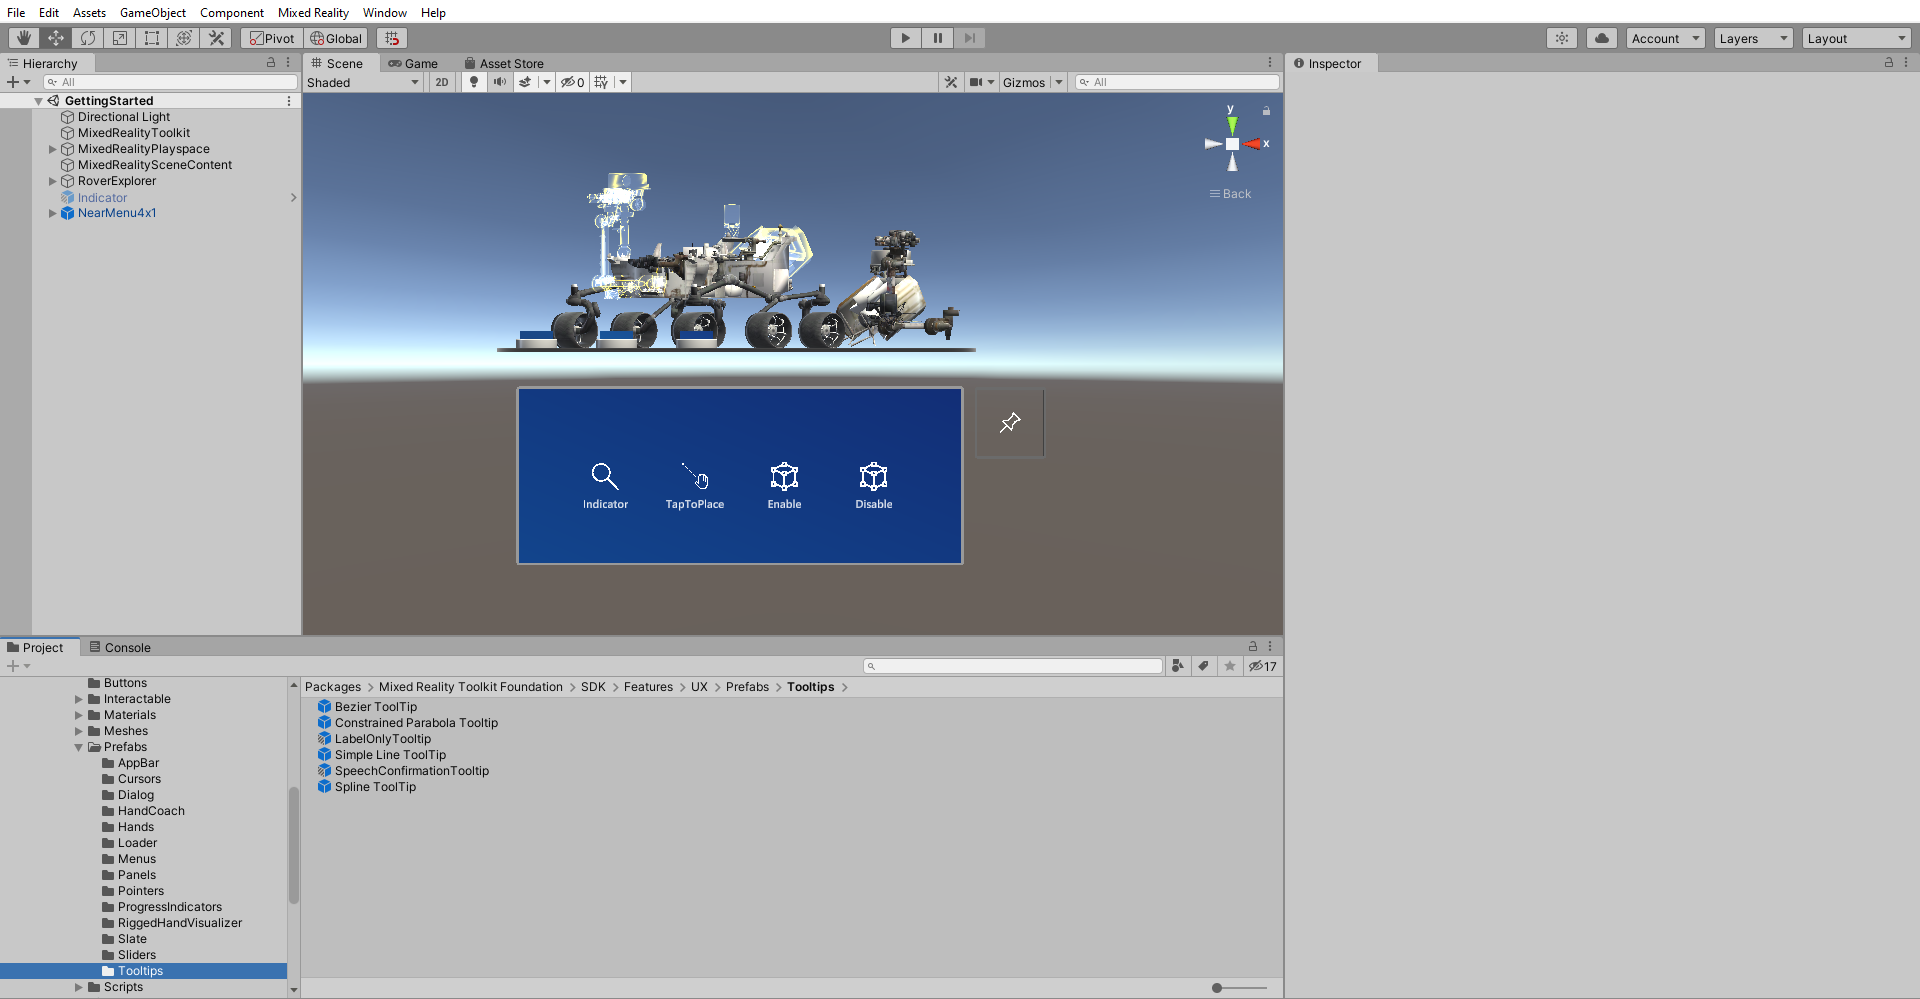 File Edit Assets GameObject Component Mixed Reality Window Help
Pivot Global Account Layers Layout
Hierarchy
All
GettingStarted
Directional Light
MixedRealityToolkit
MixedRealityPlayspace
MixedRealitySceneContent
RoverExplorer
Indicator
NearMenu4x1
Scene Game Asset Store
Shaded 2D 0 Gizmos All
y
x
Back
Indicator TapToPlace Enable Disable
Inspector
Project Console
17
Buttons
Interactable
Materials
Meshes
Prefabs
AppBar
Cursors
Dialog
HandCoach
Hands
Loader
Menus
Panels
Pointers
ProgressIndicators
RiggedHandVisualizer
Slate
Sliders
Tooltips
Scripts
Packages > Mixed Reality Toolkit Foundation > SDK > Features > UX > Prefabs > Tooltips >
Bezier ToolTip
Constrained Parabola Tooltip
LabelOnlyTooltip
Simple Line ToolTip
SpeechConfirmationTooltip
Spline ToolTip